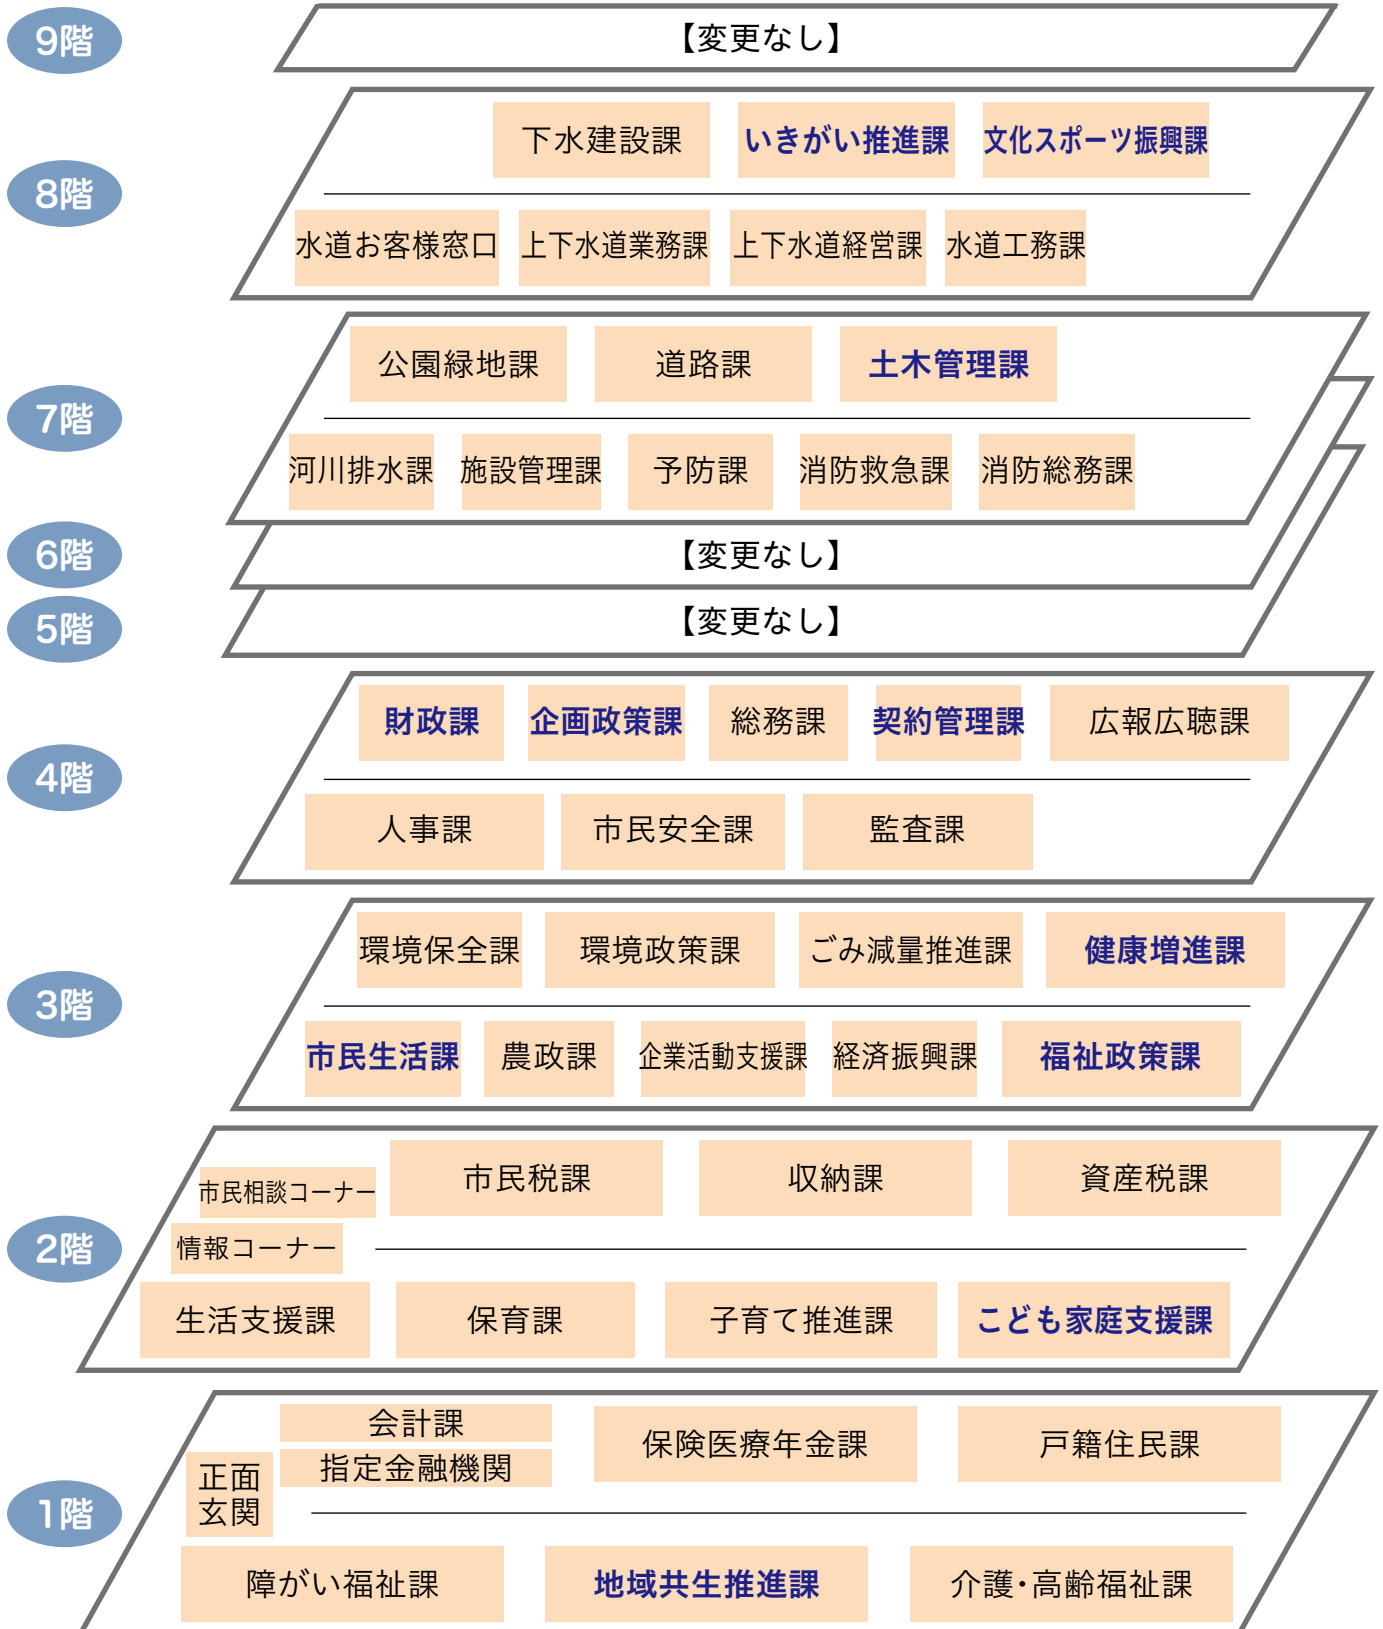 9階
【変更なし】
8階
下水建設課
いきがい推進課
文化スポーツ振興課
水道お客様窓口
上下水道業務課
上下水道経営課
水道工務課
7階
公園緑地課
道路課
土木管理課
河川排水課
施設管理課
予防課
消防救急課
消防総務課
6階
【変更なし】
5階
【変更なし】
4階
財政課
企画政策課
総務課
契約管理課
広報広聴課
人事課
市民安全課
監査課
3階
環境保全課
環境政策課
ごみ減量推進課
健康増進課
市民生活課
農政課
企業活動支援課
経済振興課
福祉政策課
2階
市民相談コーナー
市民税課
収納課
資産税課
情報コーナー
生活支援課
保育課
子育て推進課
こども家庭支援課
1階
会計課
指定金融機関
保険医療年金課
戸籍住民課
正面
玄関
障がい福祉課
地域共生推進課
介護・高齢福祉課